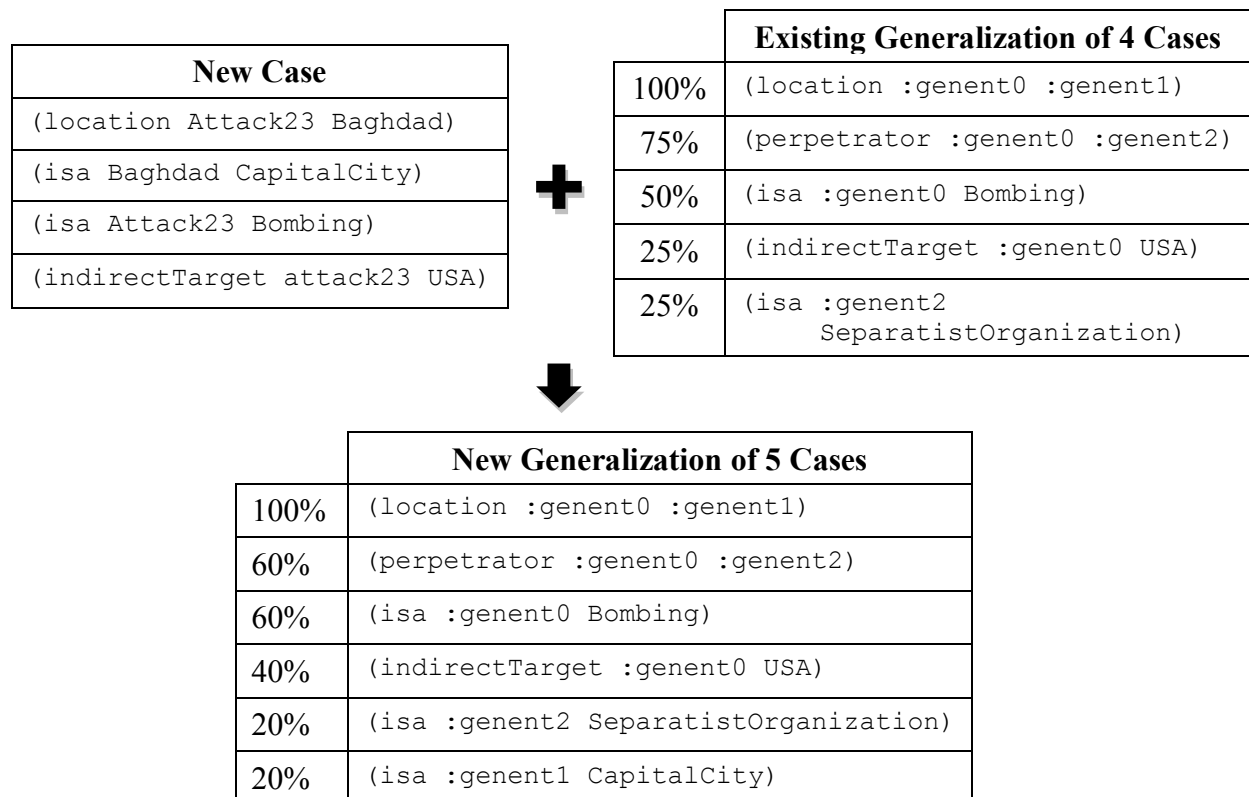 New Case
(location Attack23 Baghdad)
(isa Baghdad CapitalCity)
(isa Attack23 Bombing)
(indirectTarget attack23 USA)
Existing Generalization of 4 Cases
100% (location :genent0 :genent1)
75% (perpetrator :genent0 :genent2)
50% (isa :genent0 Bombing)
25% (indirectTarget :genent0 USA)
25% (isa :genent2
SeparatistOrganization)
New Generalization of 5 Cases
100% (location :genent0 :genent1)
60% (perpetrator :genent0 :genent2)
60% (isa :genent0 Bombing)
40% (indirectTarget :genent0 USA)
20% (isa :genent2 SeparatistOrganization)
20% (isa :genent1 CapitalCity)